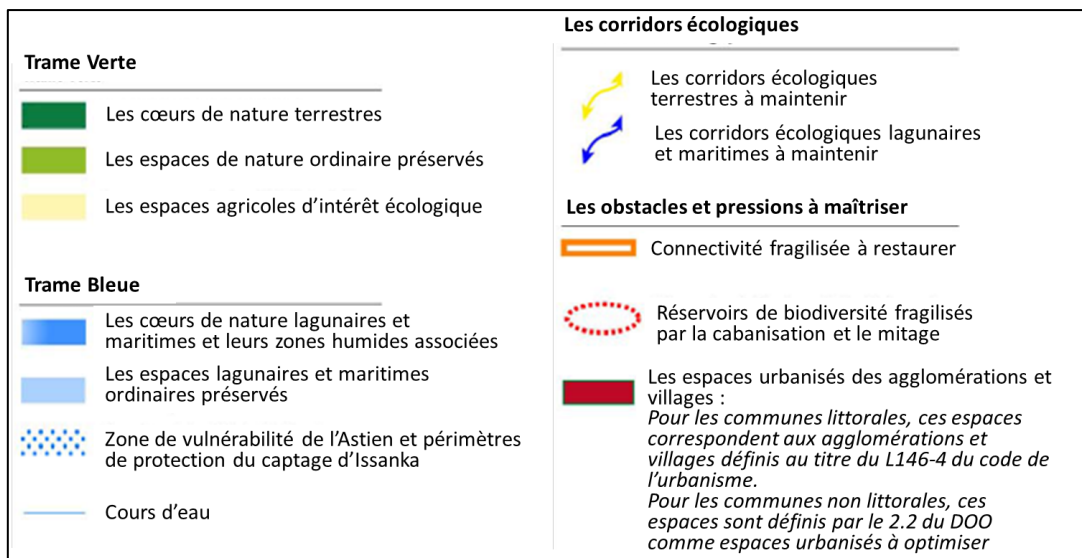 Trame Verte
Les cœurs de nature terrestres
Les espaces de nature ordinaire préservés
Les espaces agricoles d’intérêt écologique
Trame Bleue
Les cœurs de nature lagunaires et
maritimes et leurs zones humides associées
Les espaces lagunaires et maritimes
ordinaires préservés
Zone de vulnérabilité de l’Astien et périmètres
de protection du captage d’Issanka
Cours d’eau
Les corridors écologiques
Les corridors écologiques
terrestres à maintenir
Les corridors écologiques lagunaires
et maritimes à maintenir
Les obstacles et pressions à maîtriser
Connectivité fragilisée à restaurer
Réservoirs de biodiversité fragilisés
par la cabanisation et le mitage
Les espaces urbanisés des agglomérations et
villages :
Pour les communes littorales, ces espaces
correspondent aux agglomérations et
villages définis au titre du L146-4 du code de
l’urbanisme.
Pour les communes non littorales, ces
espaces sont définis par le 2.2 du DOO
comme espaces urbanisés à optimiser